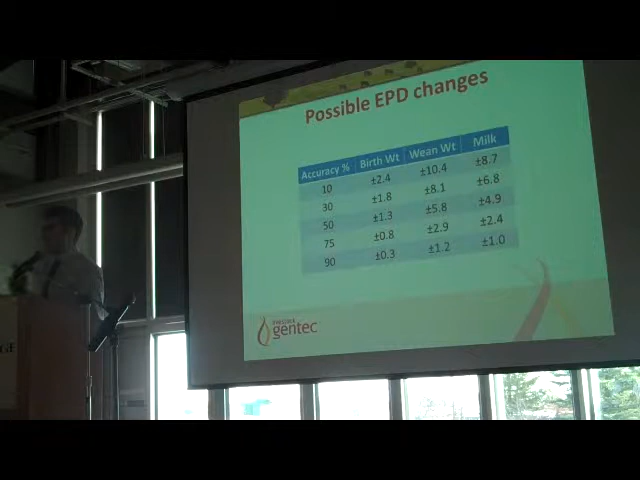 Possible EPD changes
Accuracy % Birth Wt Wean Wt Milk
10 ±2.4 ±10.4 ±8.7
30 ±1.8 ±8.1 ±6.8
50 ±1.3 ±5.8 ±4.9
75 ±0.8 ±2.9 ±2.4
90 ±0.3 ±1.2 ±1.0
gentec
GE